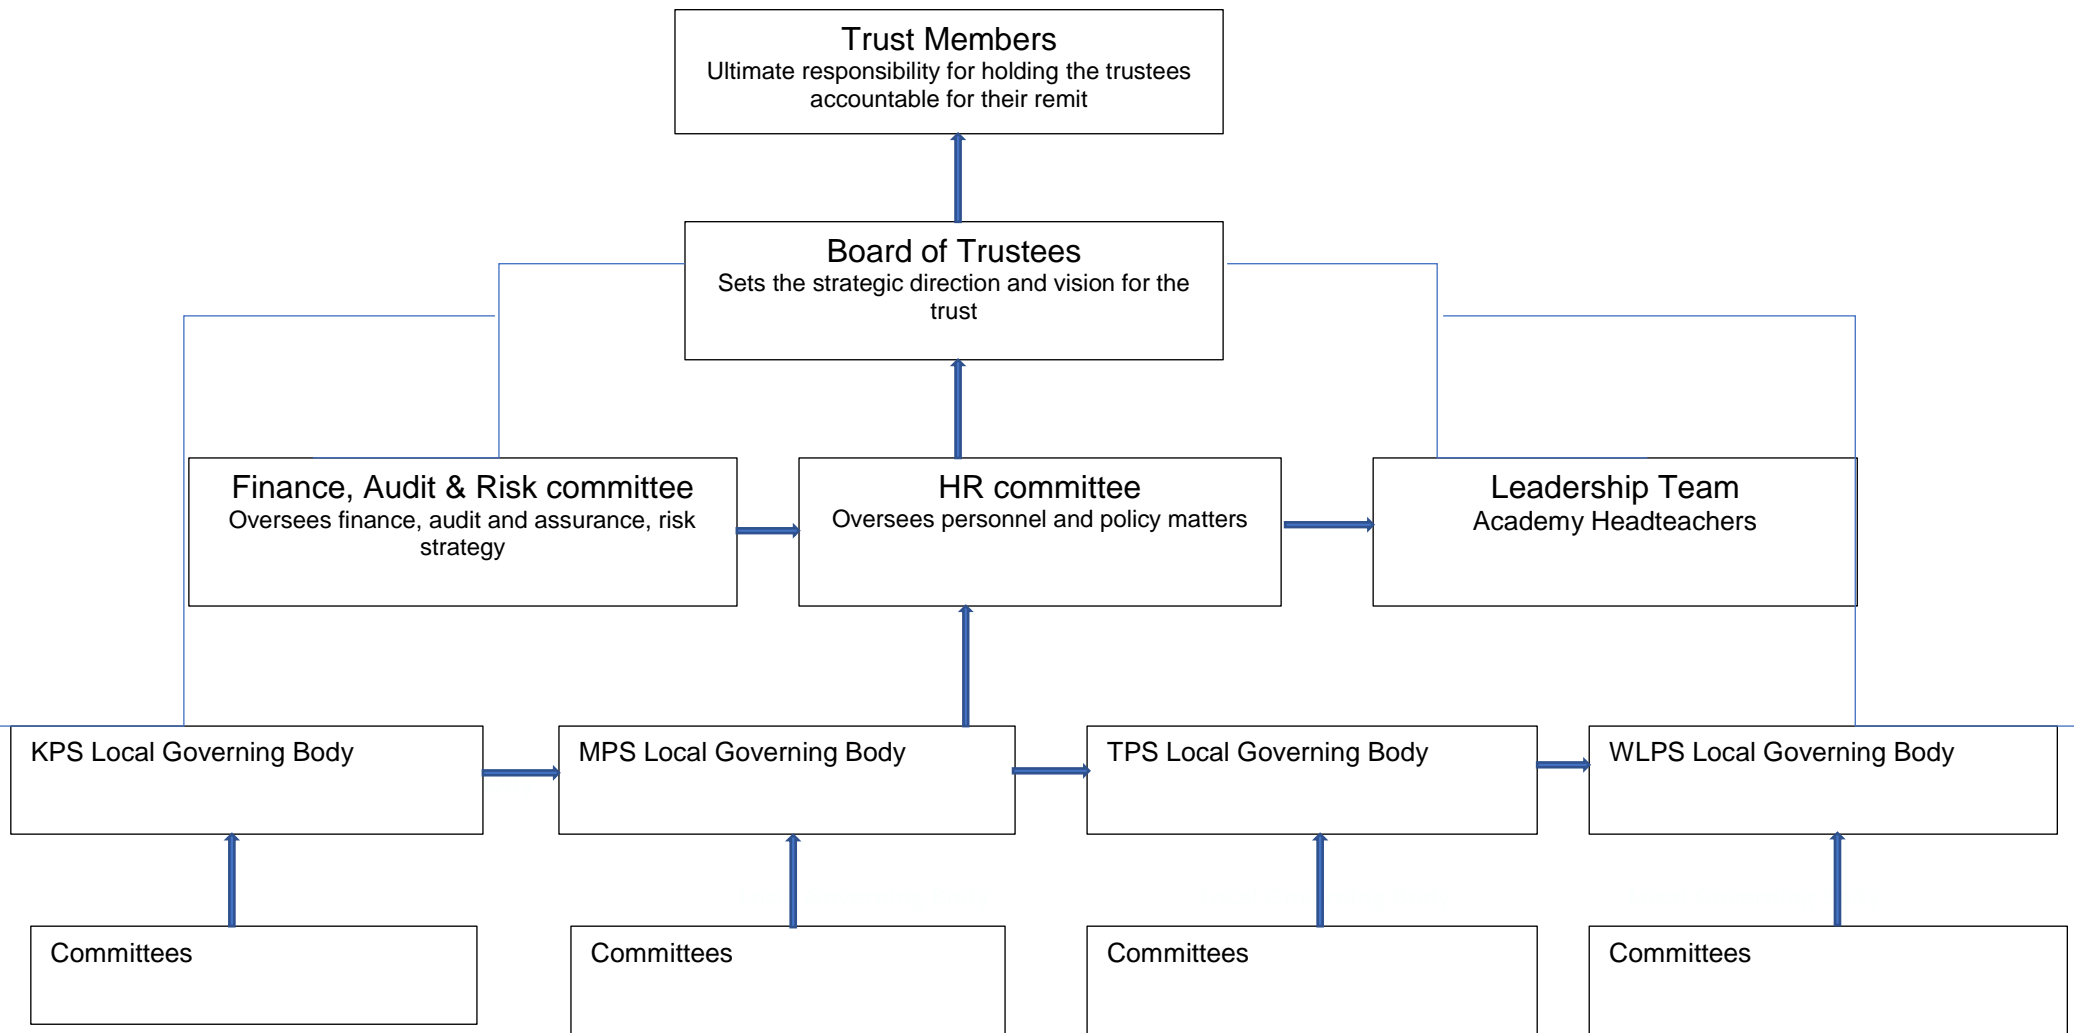 Trust Members
Ultimate responsibility for holding the trustees
accountable for their remit
Board of Trustees
Sets the strategic direction and vision for the
trust
Finance, Audit & Risk committee
Oversees finance, audit and assurance, risk
strategy
HR committee
Oversees personnel and policy matters
Leadership Team
Academy Headteachers
KPS Local Governing Body
MPS Local Governing Body
TPS Local Governing Body
WLPS Local Governing Body
Committees
Committees
Committees
Committees